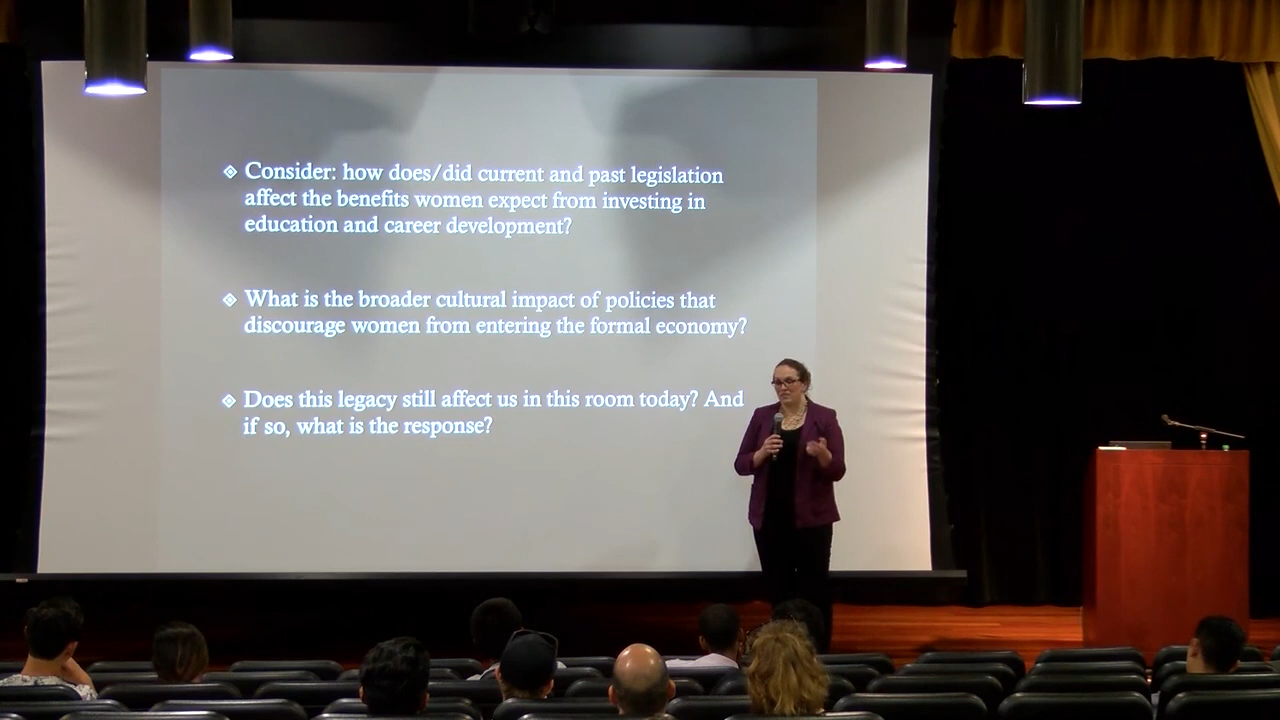 Consider: how does/did current and past legislation
affect the benefits women expect from investing in
education and career development?
What is the broader cultural impact of policies that
discourage women from entering the formal economy?
Does this legacy still affect us in this room today? And
if so, what is the response?